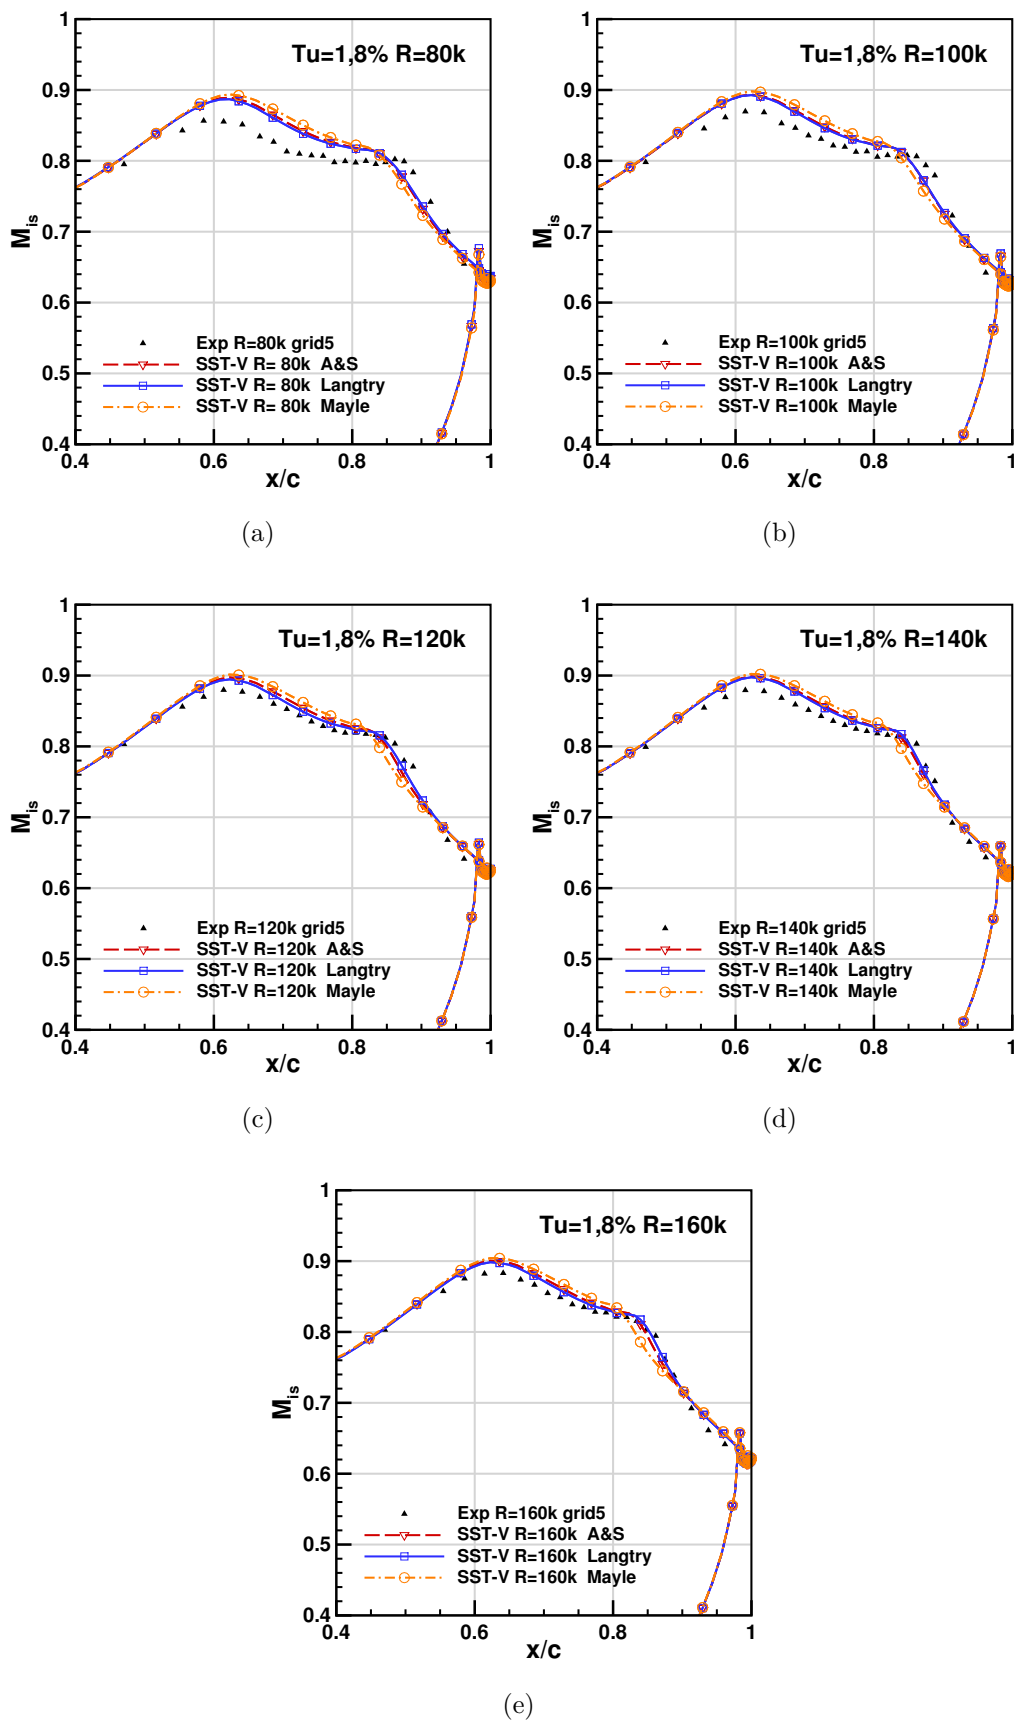 1
0.9
0.8
0.7
0.6
0.5
0.4
M_is
Tu=1,8% R=80k
Exp R=80k grid5
SST-V R= 80k A&S
SST-V R= 80k Langtry
SST-V R= 80k Mayle
0.4 0.6 0.8 1
x/c
(a)
1
0.9
0.8
0.7
0.6
0.5
0.4
M_is
Tu=1,8% R=100k
Exp R=100k grid5
SST-V R=100k A&S
SST-V R=100k Langtry
SST-V R=100k Mayle
0.4 0.6 0.8 1
x/c
(b)
1
0.9
0.8
0.7
0.6
0.5
0.4
M_is
Tu=1,8% R=120k
Exp R=120k grid5
SST-V R=120k A&S
SST-V R=120k Langtry
SST-V R=120k Mayle
0.4 0.6 0.8 1
x/c
(c)
1
0.9
0.8
0.7
0.6
0.5
0.4
M_is
Tu=1,8% R=140k
Exp R=140k grid5
SST-V R=140k A&S
SST-V R=140k Langtry
SST-V R=140k Mayle
0.4 0.6 0.8 1
x/c
(d)
1
0.9
0.8
0.7
0.6
0.5
0.4
M_is
Tu=1,8% R=160k
Exp R=160k grid5
SST-V R=160k A&S
SST-V R=160k Langtry
SST-V R=160k Mayle
0.4 0.6 0.8 1
x/c
(e)